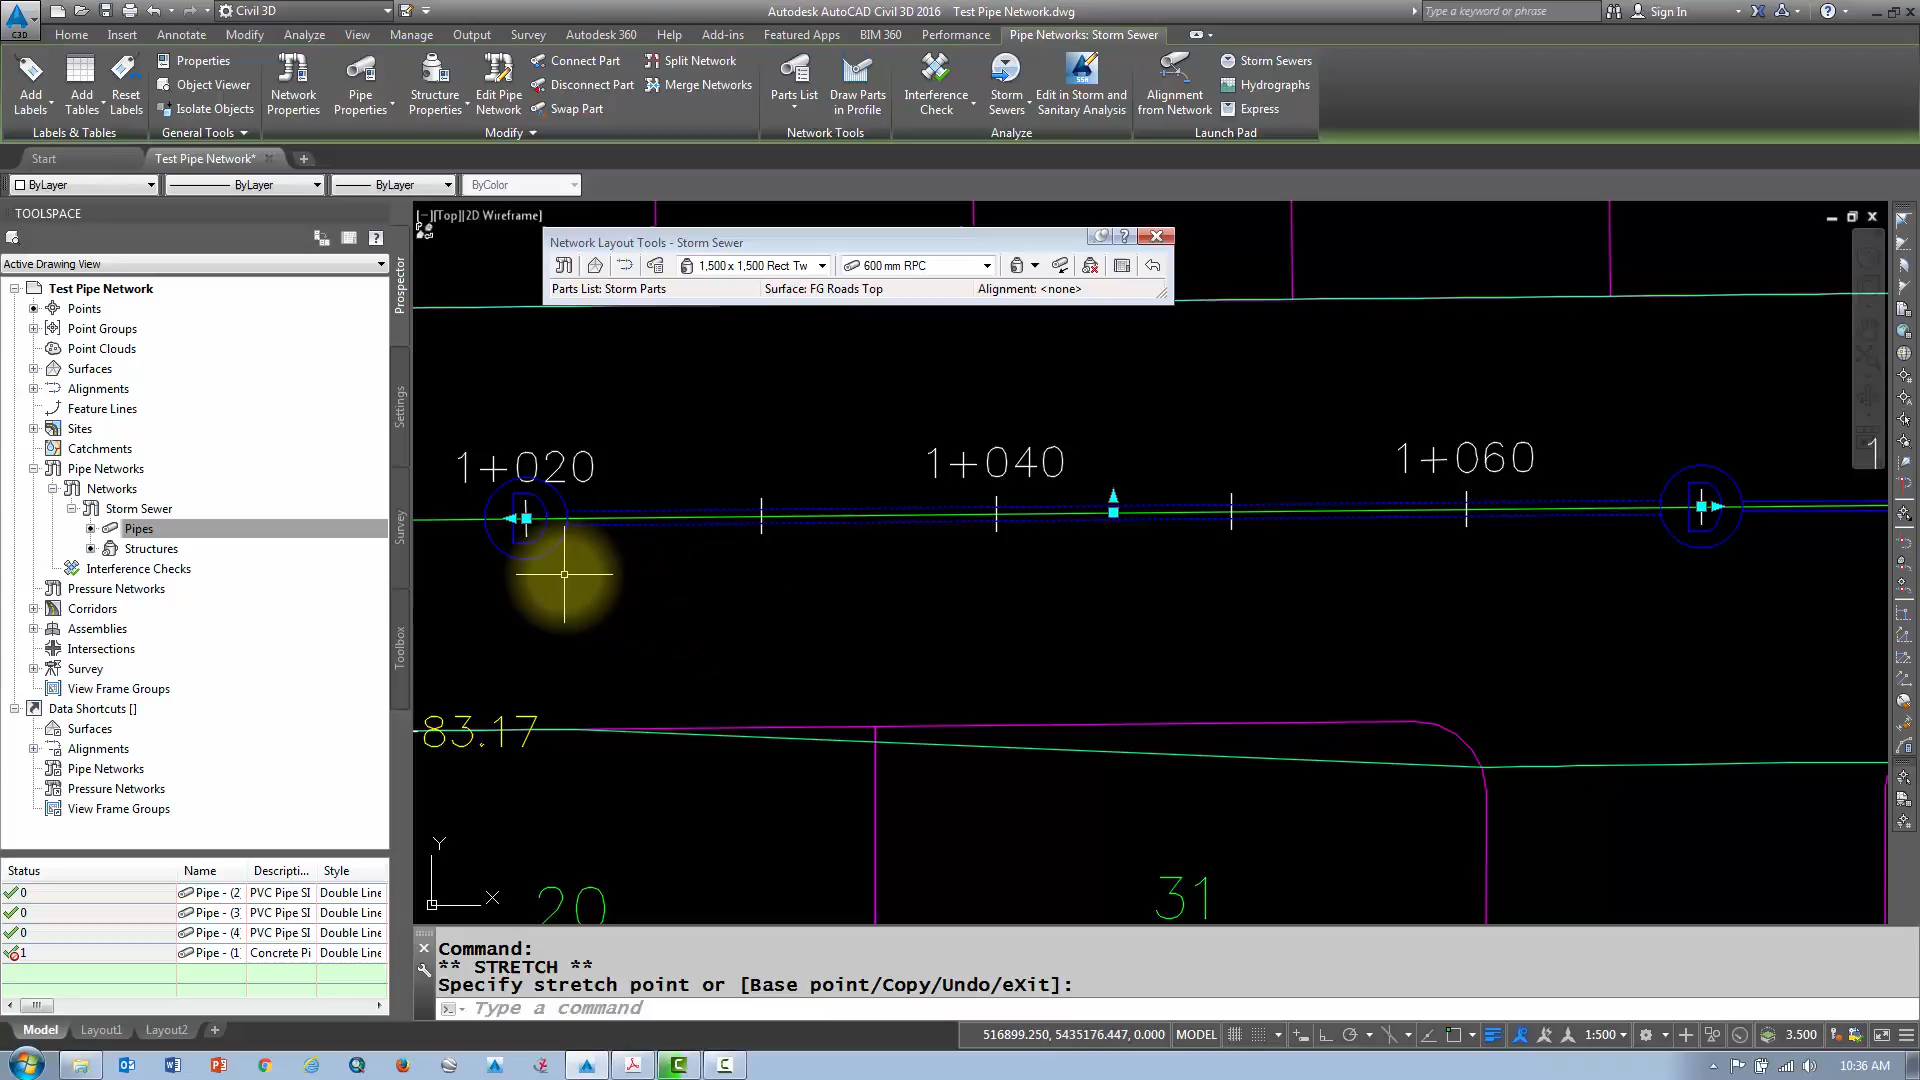 Civil 3D
Autodesk AutoCAD Civil 3D 2016 Test Pipe Network.dwg
Type a keyword or phrase
Sign In
C3D
Home Insert Annotate Modify Analyze View Manage Output Survey Autodesk 360 Help Add-ins Featured Apps BIM 360 Performance Pipe Networks: Storm Sewer
Add Labels
Add Tables
Reset Labels
Properties
Object Viewer
Isolate Objects
Network Properties
Pipe Properties
Structure Properties
Edit Pipe Network
Connect Part
Disconnect Part
Swap Part
Split Network
Merge Networks
Parts List
Draw Parts in Profile
Interference Check
Storm Sewers
Edit in Storm and Sanitary Analysis
Alignment from Network
Storm Sewers
Hydrographs
Express
Labels & Tables General Tools Modify Network Tools Analyze Launch Pad
Start Test Pipe Network*
ByLayer ByLayer ByLayer ByColor
TOOLSPACE
Active Drawing View
Test Pipe Network
Points
Point Groups
Point Clouds
Surfaces
Alignments
Feature Lines
Sites
Catchments
Pipe Networks
Networks
Storm Sewer
Pipes
Structures
Interference Checks
Pressure Networks
Corridors
Assemblies
Intersections
Survey
View Frame Groups
Data Shortcuts []
Surfaces
Alignments
Pipe Networks
Pressure Networks
View Frame Groups
Prospector
Settings
Survey
Toolbox
Status Name Descripti... Style
0 Pipe - (2) PVC Pipe SI Double Line
0 Pipe - (3) PVC Pipe SI Double Line
0 Pipe - (4) PVC Pipe SI Double Line
1 Pipe - (1) Concrete Pi Double Line
[−][Top][2D Wireframe]
Network Layout Tools - Storm Sewer
1,500 x 1,500 Rect Tw 600 mm RPC
Parts List: Storm Parts Surface: FG Roads Top Alignment: <none>
1+020 1+040 1+060 1
D D
83.17
20 31
Y
X
Command:
** STRETCH **
Specify stretch point or [Base point/Copy/Undo/eXit]:
Type a command
Model Layout1 Layout2
516899.250, 5435176.447, 0.000 MODEL 1:500 3.500
10:36 AM